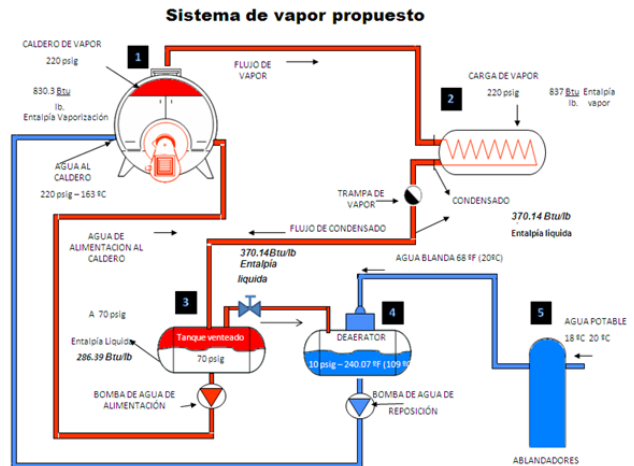 Sistema de vapor propuesto
CALDERO DE VAPOR
220 psig
1
830.3 Btu
lb.
Entalpía Vaporización
FLUJO DE
VAPOR
CARGA DE VAPOR
220 psig
2
837 Btu Entalpía
lb. vapor
AGUA AL
CALDERO
220 psig – 163 ºC
TRAMPA DE
VAPOR
CONDENSADO
370.14 Btu/lb
Entalpía líquida
FLUJO DE CONDENSADO
AGUA DE
ALIMENTACION AL
CALDERO
370.14Btu/lb
Entalpía
liquida
AGUA BLANDA 68 ºF (20ºC)
3
4
5
A 70 psig
Entalpía Liquida
286.39 Btu/lb
Tanque venteado
70 psig
DEAERATOR
10 psig – 240.07 ºF (109 º
AGUA POTABLE
18 ºC 20 ºC
BOMBA DE AGUA DE
ALIMENTACIÓN
BOMBA DE AGUA DE
REPOSICIÓN
ABLANDADORES